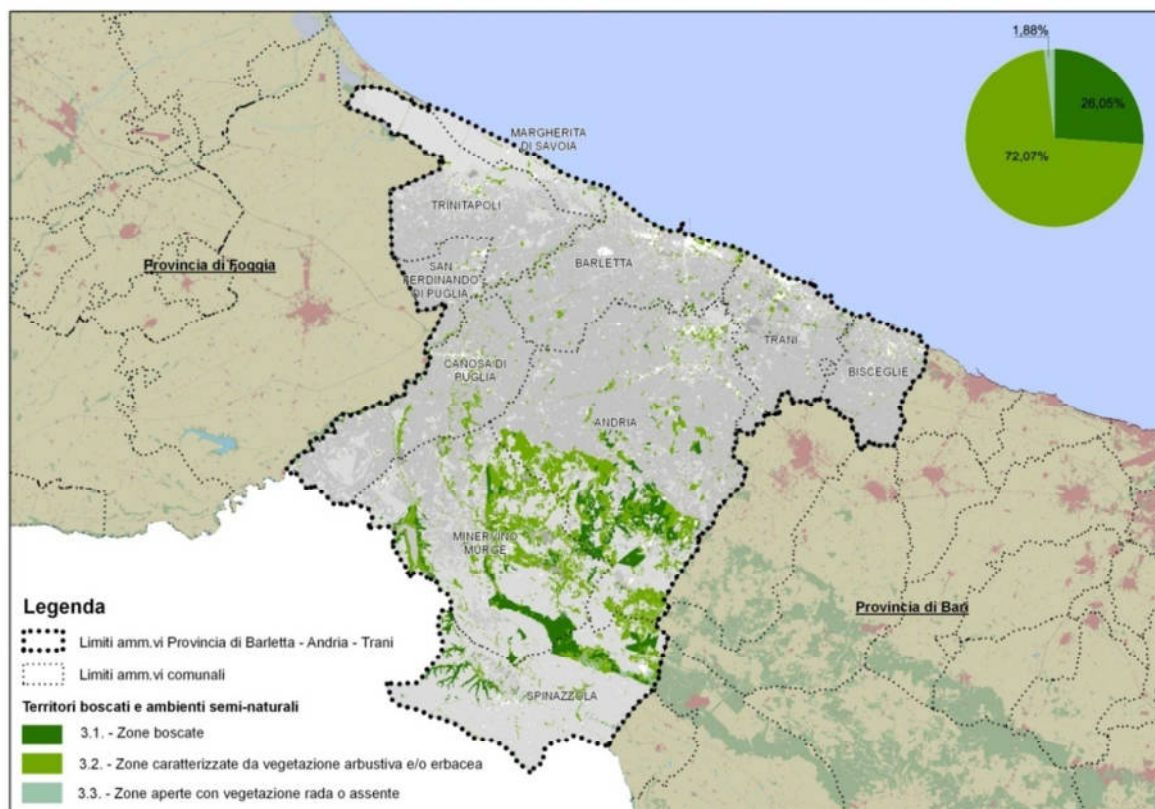 1,88%
26,05%
72,07%
MARGHERITA
DI SAVOIA
TRINITAPOLI
BARLETTA
Provincia di Foggia
SAN
FERDINANDO
DI PUGLIA
TRANI
CANOSA DI
PUGLIA
BISCEGLIE
ANDRIA
MINERVINO
MURGE
Provincia di Bari
SPINAZZOLA
Legenda
Limiti amm.vi Provincia di Barletta - Andria - Trani
Limiti amm.vi comunali
Territori boscati e ambienti semi-naturali
3.1. - Zone boscate
3.2. - Zone caratterizzate da vegetazione arbustiva e/o erbacea
3.3. - Zone aperte con vegetazione rada o assente